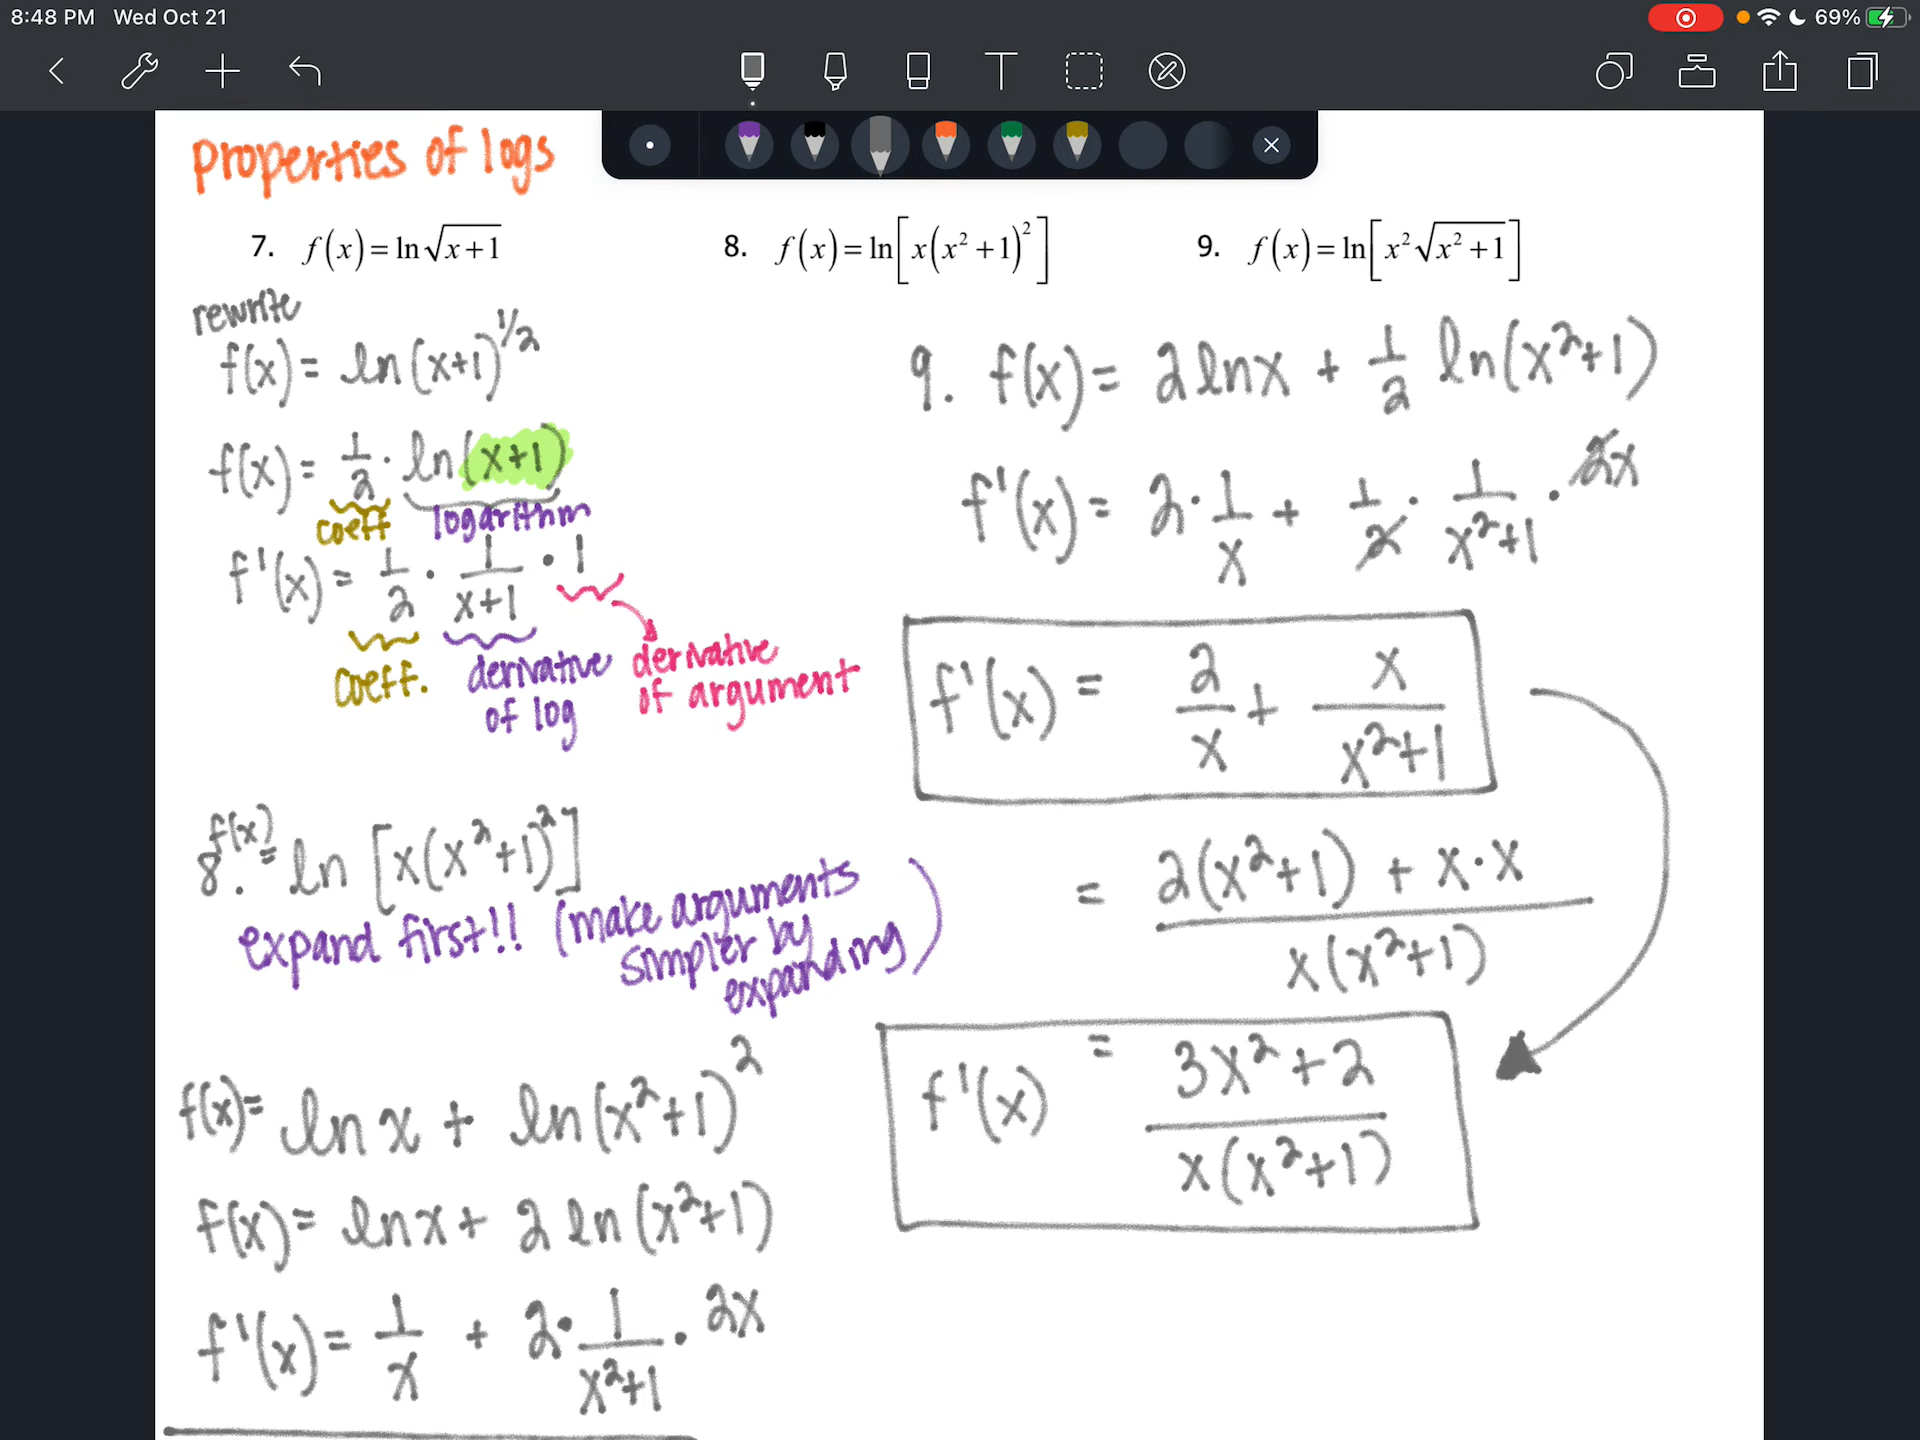 8:48 PM Wed Oct 21
69%
T
properties of logs
7. f(x) = ln√(x+1)
8. f(x) = ln[x(x² +1)²]
9. f(x) = ln[x²√(x² +1)]
rewrite
f(x) = ln(x+1)^1/2
f(x) = 1/2 · ln(x+1)
coeff logarithm
f'(x) = 1/2 · 1/(x+1) · 1
coeff. derivative of log
derivative
of argument
8. f(x) = ln [x(x²+1)²]
expand first!! (make arguments
simpler by
expanding)
f(x)= ln x + ln(x²+1)²
f(x)= lnx + 2 ln(x²+1)
f'(x)= 1/x + 2· 1/(x²+1) · 2x
9. f(x)= 2lnx + 1/2 ln(x²+1)
f'(x)= 2· 1/x + 1/2 · 1/(x²+1) · 2x
f'(x) = 2/x + x/(x²+1)
= (2(x²+1) + x·x)/(x(x²+1))
f'(x) = (3x²+2)/(x(x²+1))